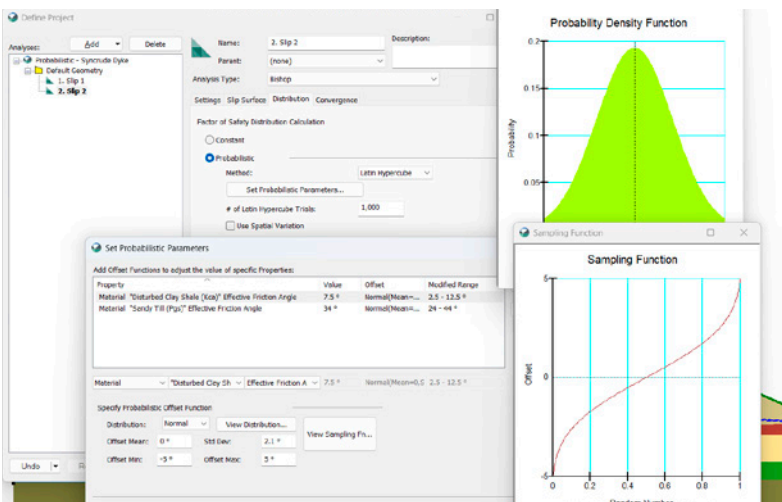 Define Project
Analyses:
Add
Delete
Probabilistic - Syncrude Dyke
Default Geometry
1. Slip 1
2. Slip 2
Name: 2. Slip 2
Description:
Parent: (none)
Analysis Type: Bishop
Settings Slip Surface Distribution Convergence
Factor of Safety Distribution Calculation
Constant
Probabilistic
Method: Latin Hypercube
Set Probabilistic Parameters...
# of Latin Hypercube Trials: 1,000
Use Spatial Variation
Undo
Probability Density Function
Probability
0.2
0.15
0.1
0.05
Set Probabilistic Parameters
Add Offset Functions to adjust the value of specific Properties:
Property Value Offset Modified Range
Material "Disturbed Clay Shale (Kca)" Effective Friction Angle 7.5 ° Normal(Mean=... 2.5 - 12.5 °
Material "Sandy Till (Pgs)" Effective Friction Angle 34 ° Normal(Mean=... 24 - 44 °
Material "Disturbed Clay Sh Effective Friction A 7.5 ° Normal(Mean=0,S 2.5 - 12.5 °
Specify Probabilistic Offset Function
Distribution: Normal View Distribution...
Offset Mean: 0 ° Std Dev: 2.1 ° View Sampling Fn...
Offset Min: -5 ° Offset Max: 5 °
Sampling Function
Sampling Function
Offset
5
0
-5
0 0.2 0.4 0.6 0.8 1
Random Number